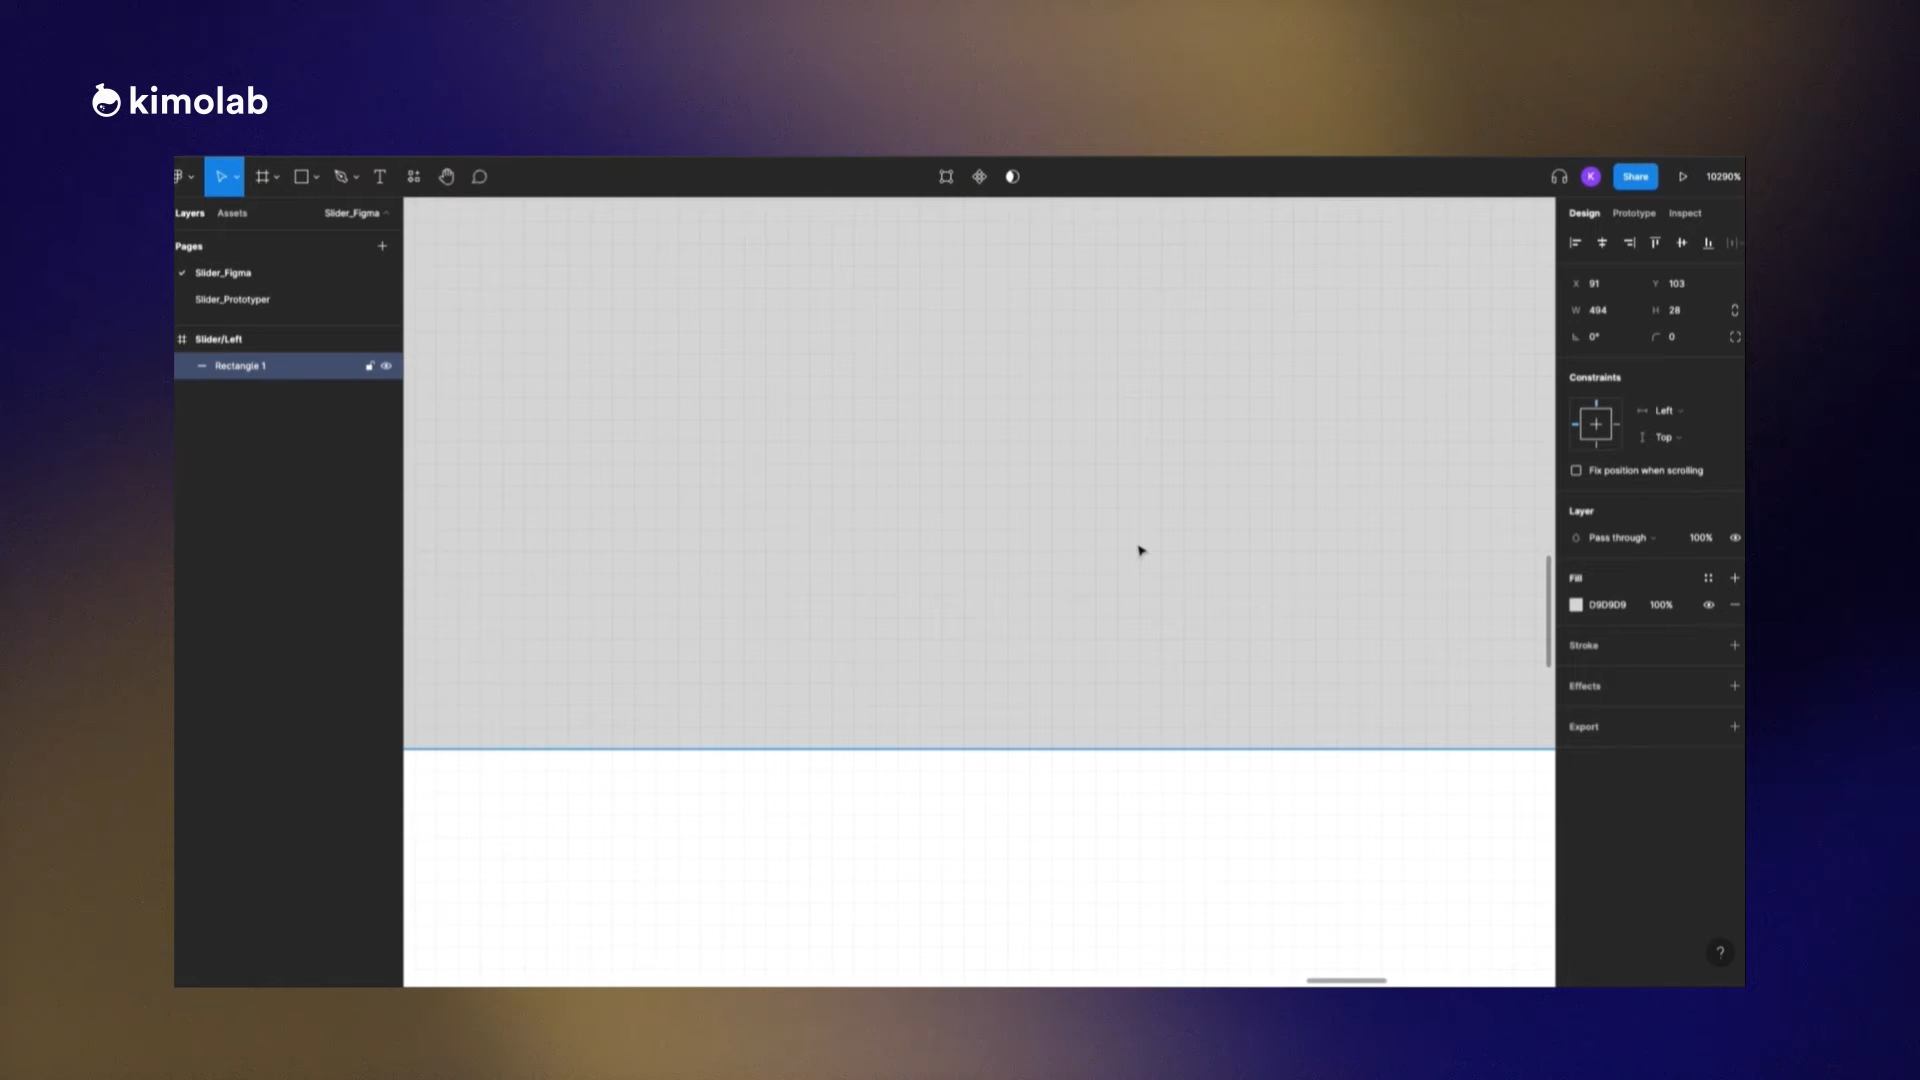 kimolab
K
Share
10290%
Layers
Assets
Slider_Figma
Design
Prototype
Inspect
Pages
Slider_Figma
Slider_Prototyper
X 91
Y 103
W 494
H 28
0°
0
Slider/Left
Rectangle 1
Constraints
Left
Top
Fix position when scrolling
Layer
Pass through
100%
Fill
D9D9D9
100%
Stroke
Effects
Export
?